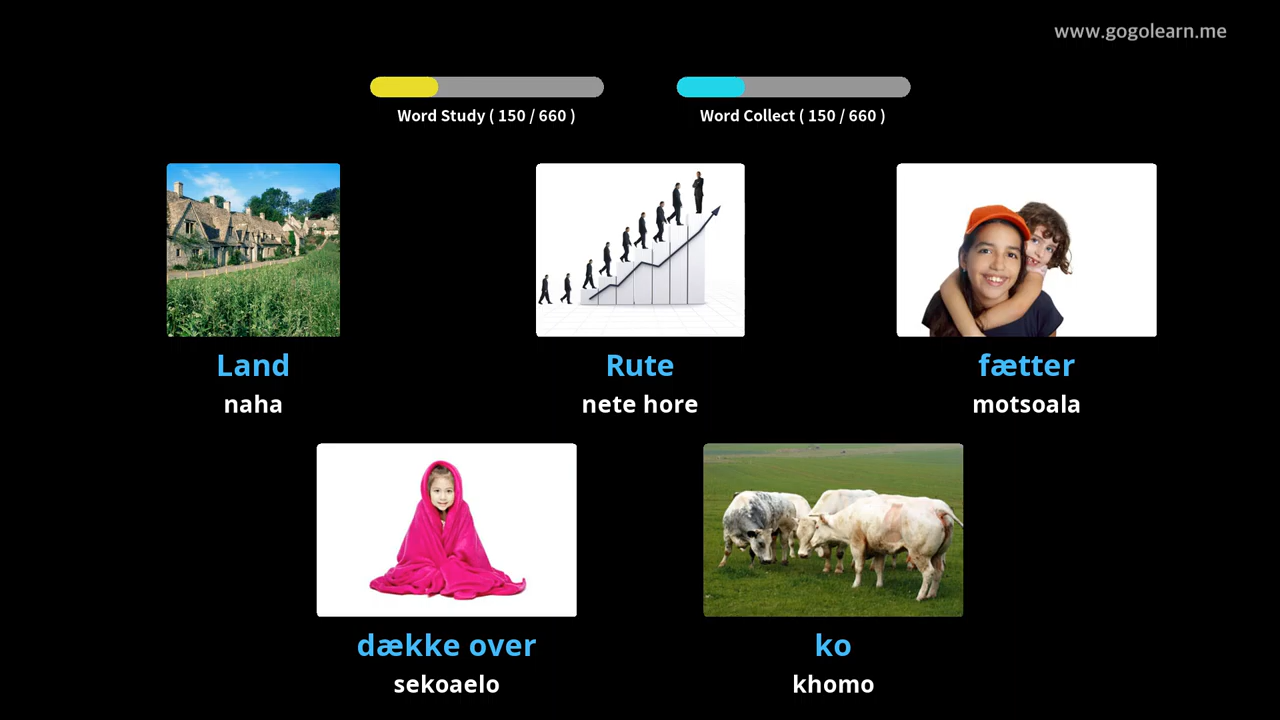 www.gogolearn.me
Word Study ( 150 / 660 )
Word Collect ( 150 / 660 )
Land
naha
Rute
nete hore
fætter
motsoala
dække over
sekoaelo
ko
khomo